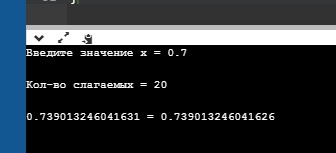 Введите значение x = 0.7
Кол-во слагаемых = 20
0.739013246041631 = 0.739013246041626